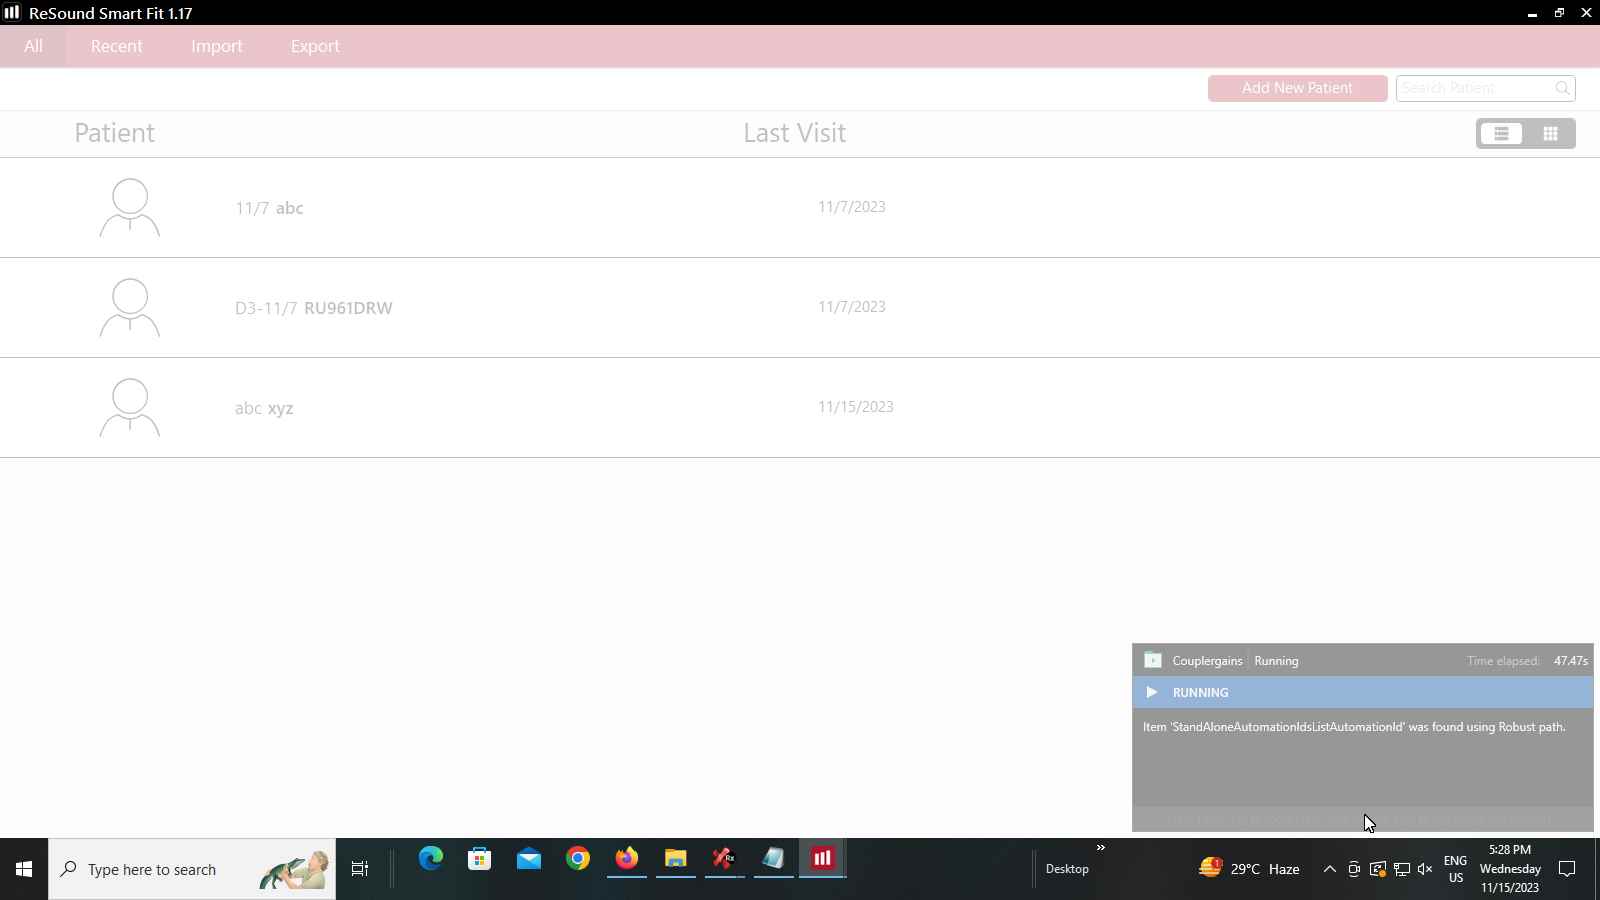 ReSound Smart Fit 1.17
All Recent Import Export
Add New Patient Search Patient
Patient Last Visit
11/7 abc 11/7/2023
D3-11/7 RU961DRW 11/7/2023
abc xyz 11/15/2023
Couplergains Running Time elapsed: 47.47s
RUNNING
Item 'StandAloneAutomationIdsListAutomationId' was found using Robust path.
Type here to search
Desktop
»
1
29°C Haze
ENG
US
5:28 PM
Wednesday
11/15/2023